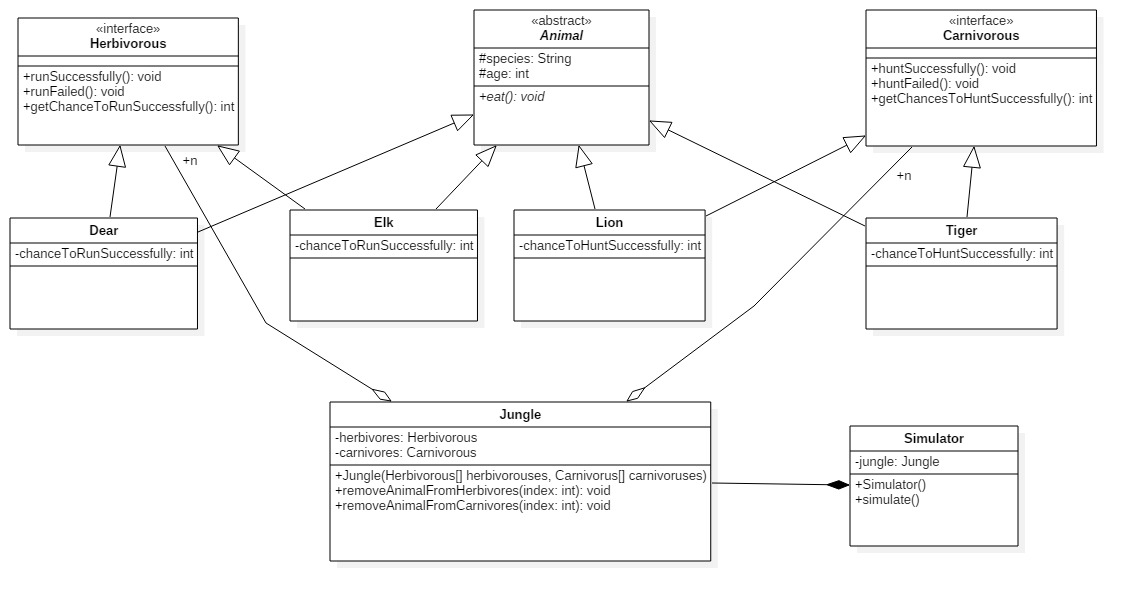 «interface»
Herbivorous
+runSuccessfully(): void
+runFailed(): void
+getChanceToRunSuccessfully(): int
«abstract»
Animal
#species: String
#age: int
+eat(): void
«interface»
Carnivorous
+huntSuccessfully(): void
+huntFailed(): void
+getChancesToHuntSuccessfully(): int
+n
+n
Dear
-chanceToRunSuccessfully: int
Elk
-chanceToRunSuccessfully: int
Lion
-chanceToHuntSuccessfully: int
Tiger
-chanceToHuntSuccessfully: int
Jungle
-herbivores: Herbivorous
-carnivores: Carnivorous
+Jungle(Herbivorous[] herbivorouses, Carnivorus[] carnivoruses)
+removeAnimalFromHerbivores(index: int): void
+removeAnimalFromCarnivores(index: int): void
Simulator
-jungle: Jungle
+Simulator()
+simulate()